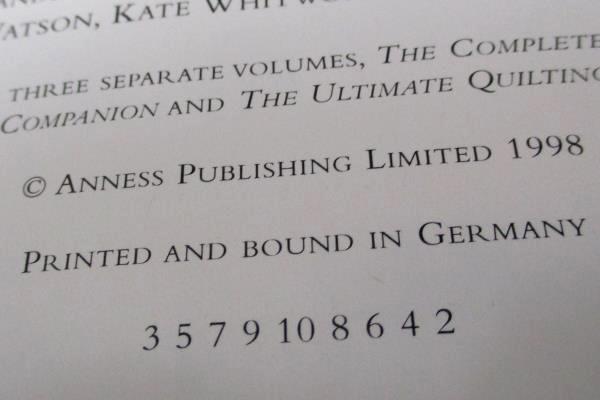 WATSON, KATE
THREE SEPARATE VOLUMES, THE COMPLETE
COMPANION AND THE ULTIMATE QUILTING
© ANNESS PUBLISHING LIMITED 1998
PRINTED AND BOUND IN GERMANY
3 5 7 9 10 8 6 4 2